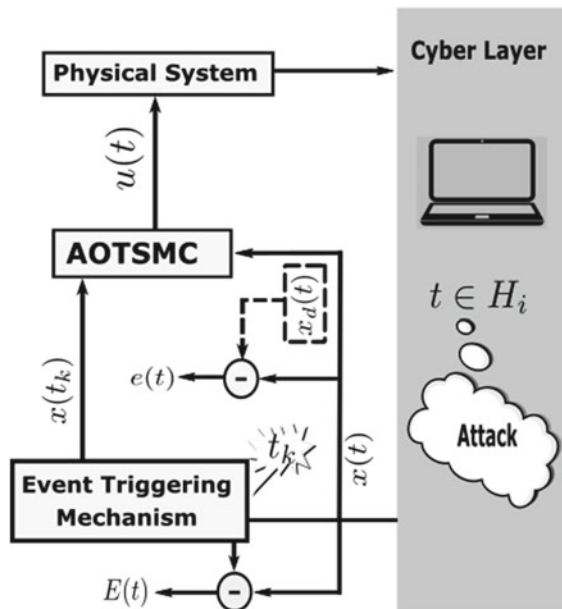 Cyber Layer
Physical System
u(t)
AOTSMC
x_d(t)
t ∈ H_i
x(t_k)
e(t)
-
Attack
t_k
x(t)
Event Triggering
Mechanism
E(t)
-